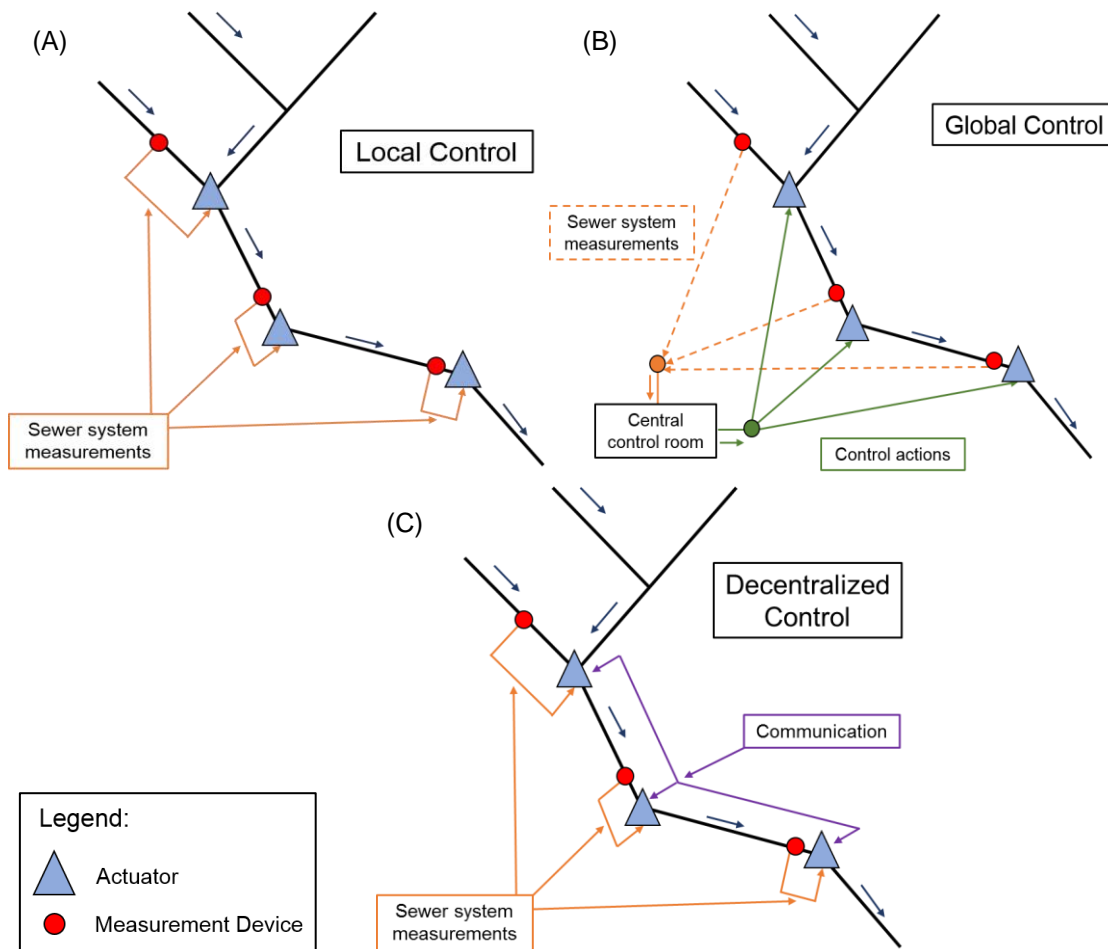 (A)
Local Control
Sewer system
measurements
(B)
Global Control
Sewer system
measurements
Central
control room
Control actions
(C)
Decentralized
Control
Communication
Sewer system
measurements
Legend:
Actuator
Measurement Device